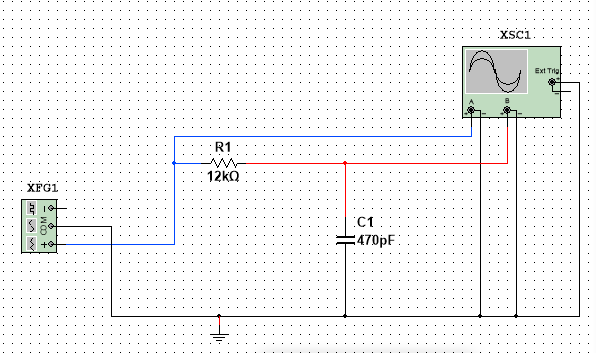 XSC1
Ext Trig
+
−
A
B
+ − + −
R1
12kΩ
XFG1
−
COM
+
C1
470pF